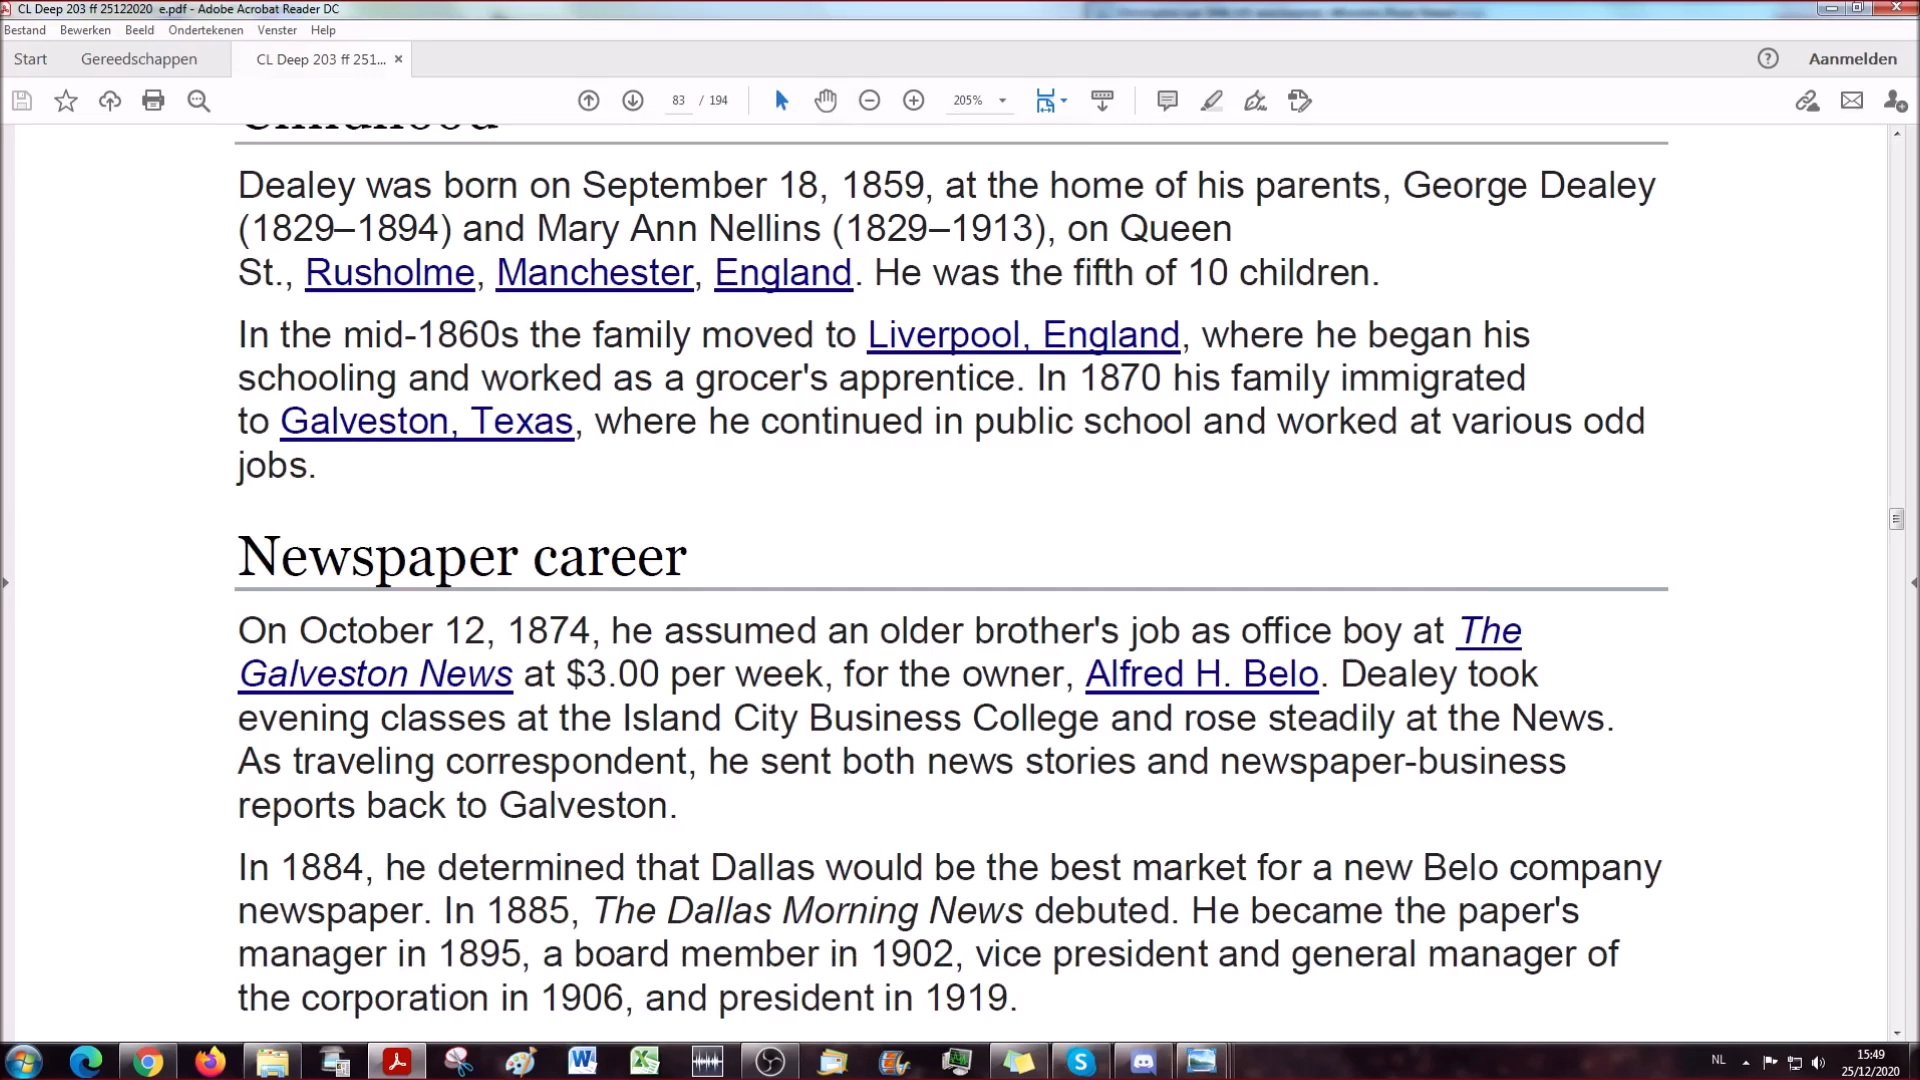 CL Deep 203 ff 25122020 e.pdf - Adobe Acrobat Reader DC
Bestand Bewerken Beeld Ondertekenen Venster Help
Start Gereedschappen CL Deep 203 ff 251... × Aanmelden
83 / 194 205%
Childhood
Dealey was born on September 18, 1859, at the home of his parents, George Dealey
(1829–1894) and Mary Ann Nellins (1829–1913), on Queen
St., Rusholme, Manchester, England. He was the fifth of 10 children.
In the mid-1860s the family moved to Liverpool, England, where he began his
schooling and worked as a grocer's apprentice. In 1870 his family immigrated
to Galveston, Texas, where he continued in public school and worked at various odd
jobs.
Newspaper career
On October 12, 1874, he assumed an older brother's job as office boy at The
Galveston News at $3.00 per week, for the owner, Alfred H. Belo. Dealey took
evening classes at the Island City Business College and rose steadily at the News.
As traveling correspondent, he sent both news stories and newspaper-business
reports back to Galveston.
In 1884, he determined that Dallas would be the best market for a new Belo company
newspaper. In 1885, The Dallas Morning News debuted. He became the paper's
manager in 1895, a board member in 1902, vice president and general manager of
the corporation in 1906, and president in 1919.
NL 15:49
25/12/2020